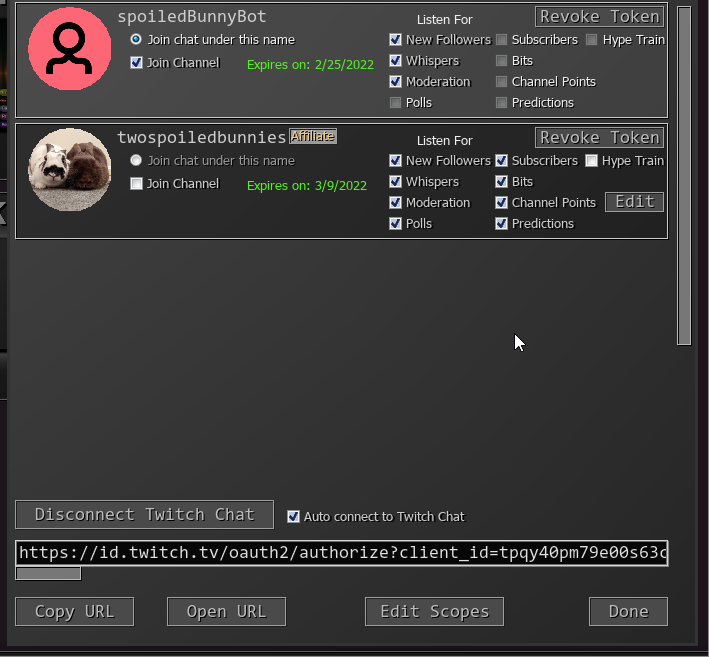 spoiledBunnyBot
Listen For
Revoke Token
Join chat under this name
New Followers
Subscribers
Hype Train
Join Channel
Expires on: 2/25/2022
Whispers
Bits
Moderation
Channel Points
Polls
Predictions
twospoiledbunnies
Affiliate
Listen For
Revoke Token
Join chat under this name
New Followers
Subscribers
Hype Train
Join Channel
Expires on: 3/9/2022
Whispers
Bits
Moderation
Channel Points
Edit
Polls
Predictions
Disconnect Twitch Chat
Auto connect to Twitch Chat
https://id.twitch.tv/oauth2/authorize?client_id=tpqy40pm79e00s63c
Copy URL
Open URL
Edit Scopes
Done